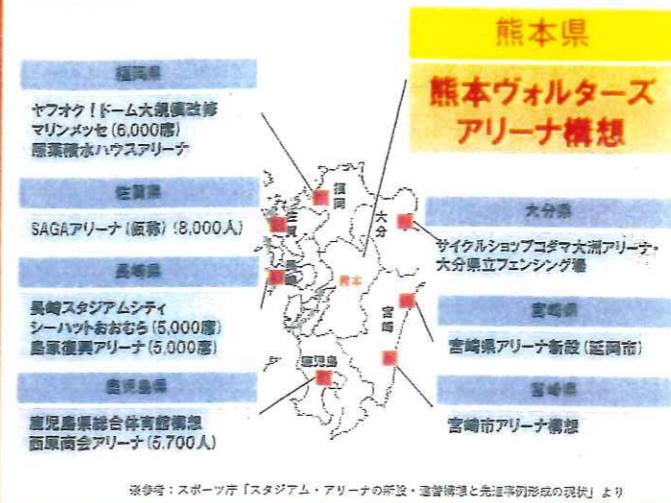 熊本県
熊本ヴォルターズ
アリーナ構想
福岡県
ヤフオク!ドーム大規模改修
マリンメッセ(6,000席)
照葉積水ハウスアリーナ
佐賀県
SAGAアリーナ(仮称)(8,000人)
長崎県
長崎スタジアムシティ
シーハットおおむら(5,000席)
島原復興アリーナ(5,000席)
鹿児島県
鹿児島県総合体育館構想
西原商会アリーナ(5,700人)
福岡
佐賀
長崎
大分
熊本
宮崎
鹿児島
大分県
サイクルショップコダマ大洲アリーナ・
大分県立フェンシング場
宮崎県
宮崎県アリーナ新設(延岡市)
宮崎県
宮崎市アリーナ構想
※参考:スポーツ庁「スタジアム・アリーナの新設・建替構想と先進事例形成の現状」より